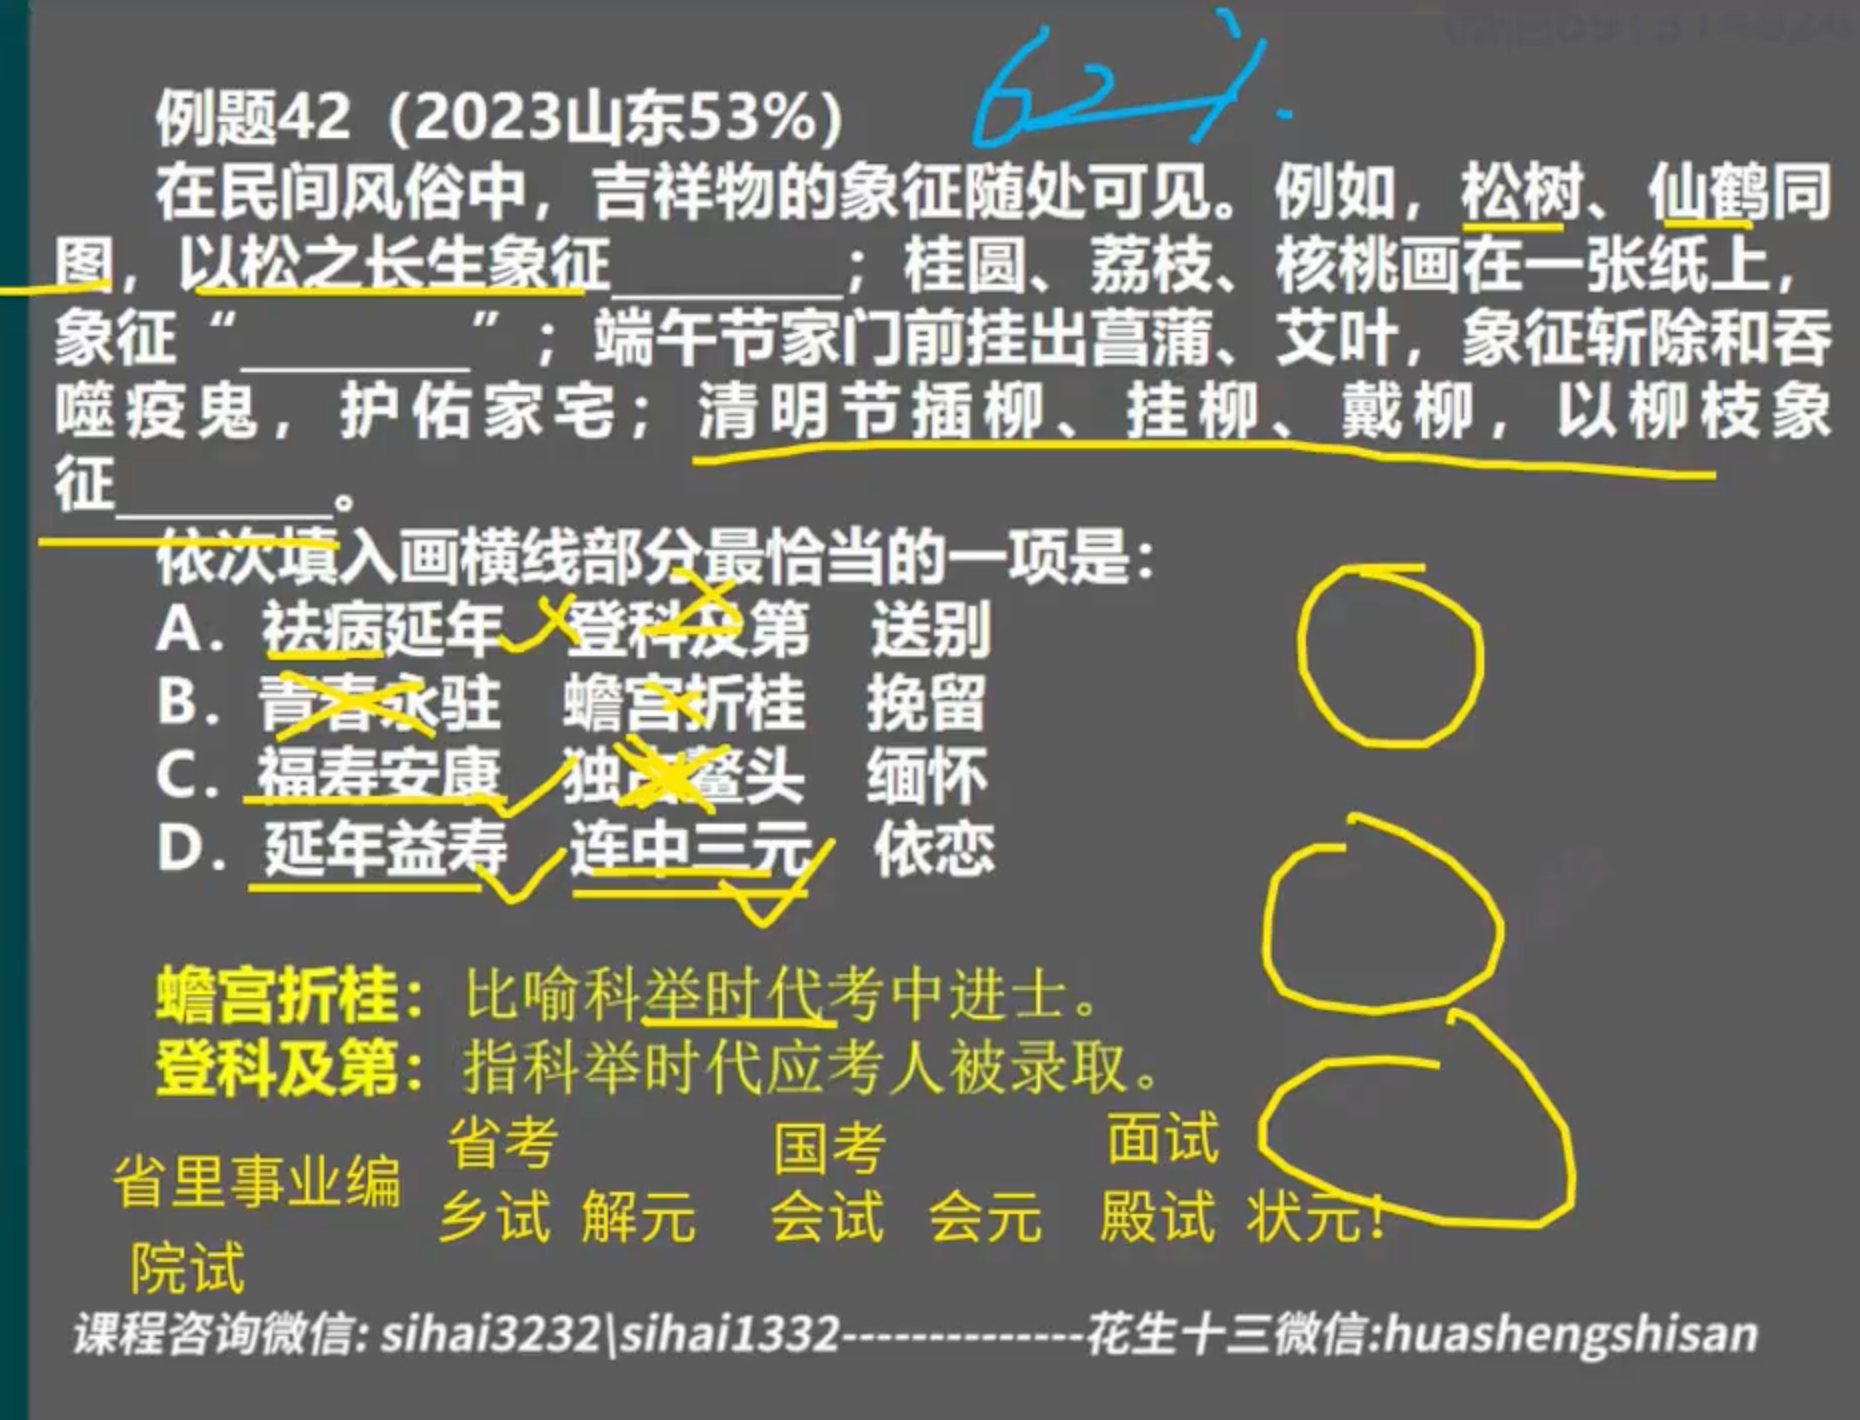 62%
例题42（2023山东53%）
在民间风俗中，吉祥物的象征随处可见。例如，松树、仙鹤同
图，以松之长生象征________；桂圆、荔枝、核桃画在一张纸上，
象征“________”；端午节家门前挂出菖蒲、艾叶，象征斩除和吞
噬疫鬼，护佑家宅；清明节插柳、挂柳、戴柳，以柳枝象
征________。
依次填入画横线部分最恰当的一项是：
A．祛病延年 登科及第 送别
B．青春永驻 蟾宫折桂 挽留
C．福寿安康 独占鳌头 缅怀
D．延年益寿 连中三元 依恋
蟾宫折桂：比喻科举时代考中进士。
登科及第：指科举时代应考人被录取。
省考 国考 面试
省里事业编
乡试 解元 会试 会元 殿试 状元！
院试
课程咨询微信: sihai3232\sihai1332--------------花生十三微信:huashengshisan